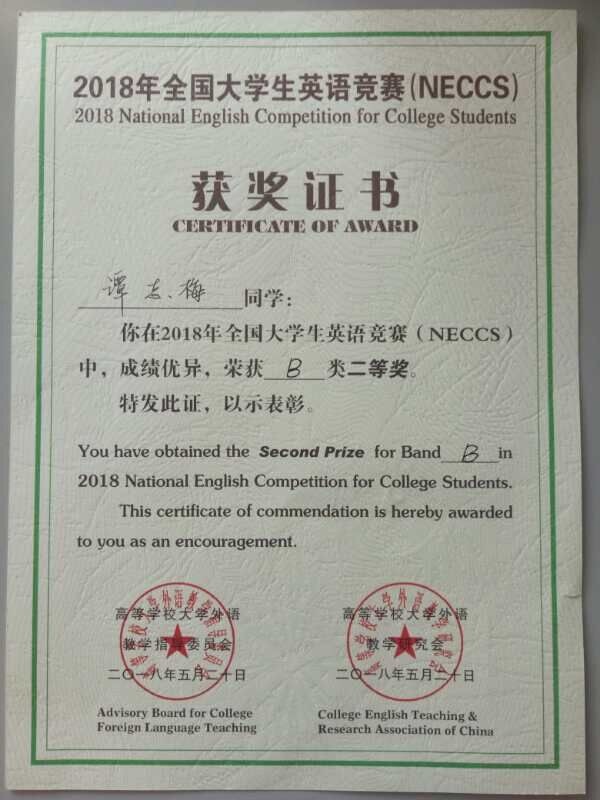 2018年全国大学生英语竞赛(NECCS)
2018 National English Competition for College Students
获奖证书
CERTIFICATE OF AWARD
谭志梅同学:
你在2018年全国大学生英语竞赛(NECCS)
中,成绩优异,荣获 B 类二等奖。
特发此证,以示表彰。
You have obtained the Second Prize for Band B in
2018 National English Competition for College Students.
This certificate of commendation is hereby awarded
to you as an encouragement.
高等学校大学外语
教学指导委员会
二〇一八年五月二十日
Advisory Board for College
Foreign Language Teaching
高等学校大学外语
教学研究会
二〇一八年五月二十日
College English Teaching &
Research Association of China